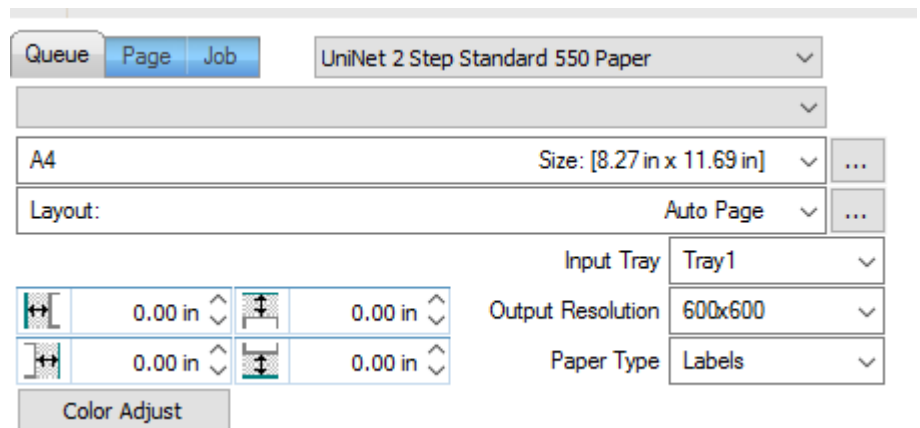 Queue Page Job UniNet 2 Step Standard 550 Paper
A4 Size: [8.27 in x 11.69 in] ...
Layout: Auto Page ...
Input Tray Tray1
0.00 in 0.00 in Output Resolution 600x600
0.00 in 0.00 in Paper Type Labels
Color Adjust